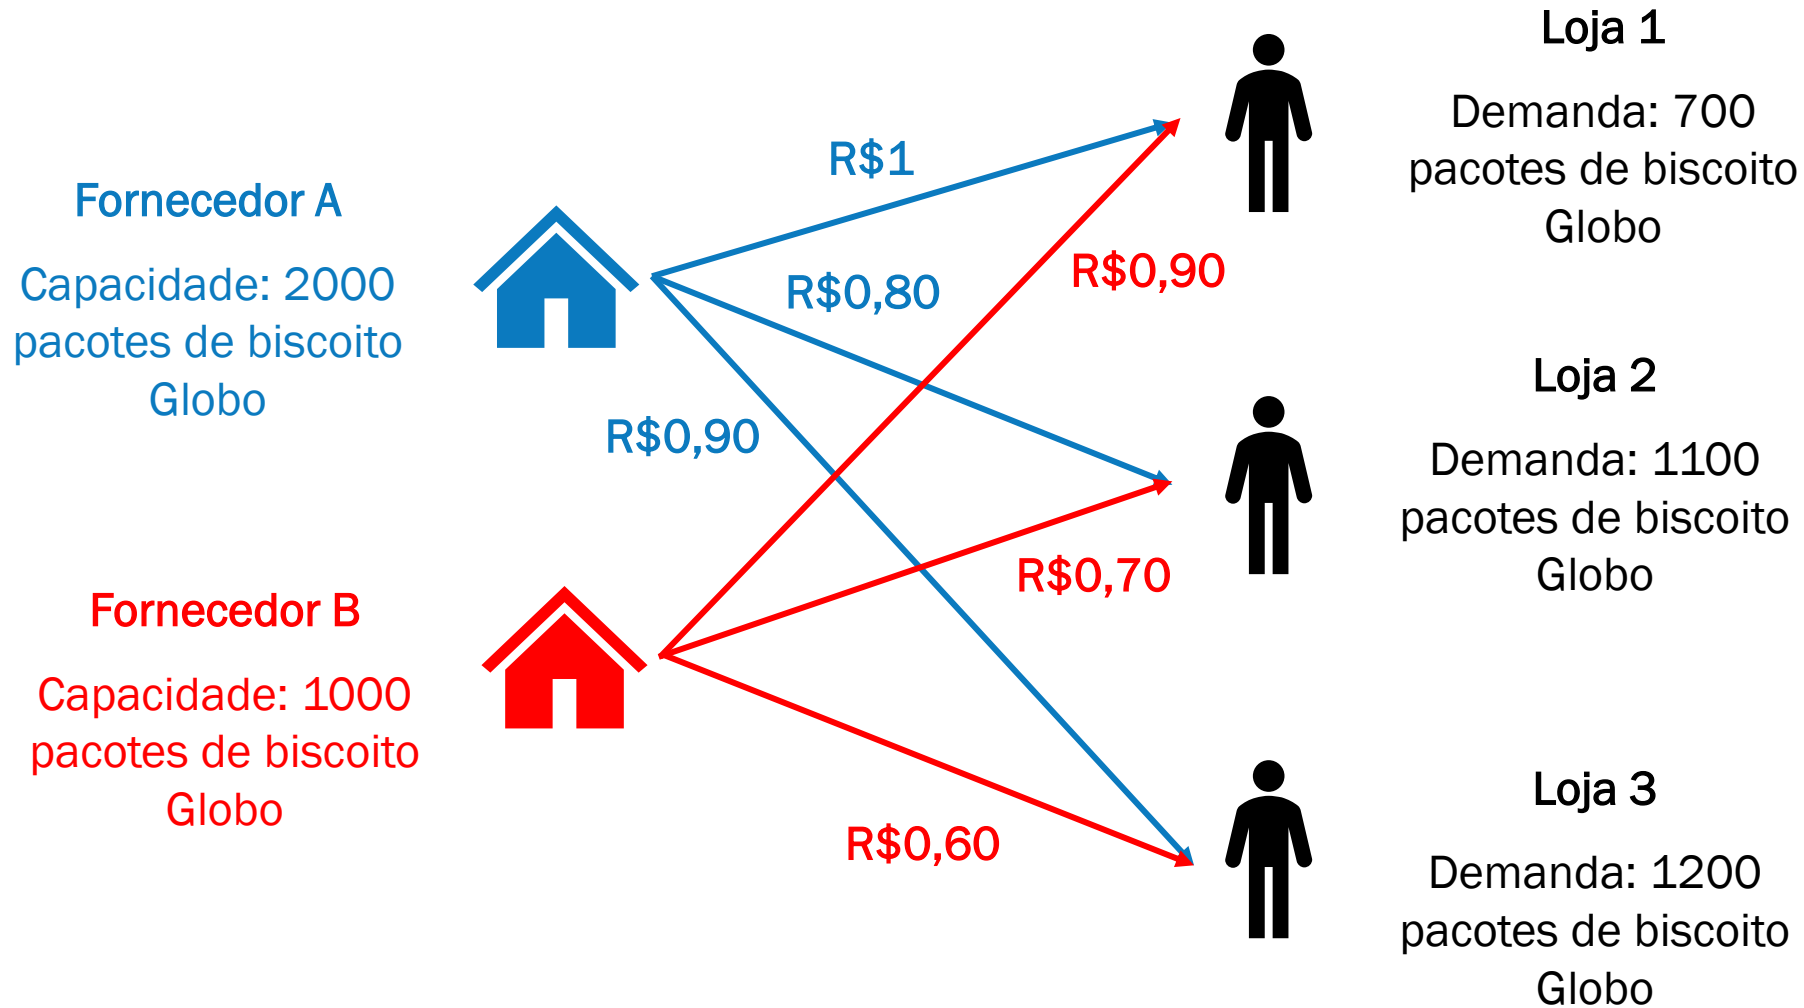 Fornecedor A
Capacidade: 2000
pacotes de biscoito
Globo
Fornecedor B
Capacidade: 1000
pacotes de biscoito
Globo
R$1
R$0,80
R$0,90
R$0,90
R$0,70
R$0,60
Loja 1
Demanda: 700
pacotes de biscoito
Globo
Loja 2
Demanda: 1100
pacotes de biscoito
Globo
Loja 3
Demanda: 1200
pacotes de biscoito
Globo